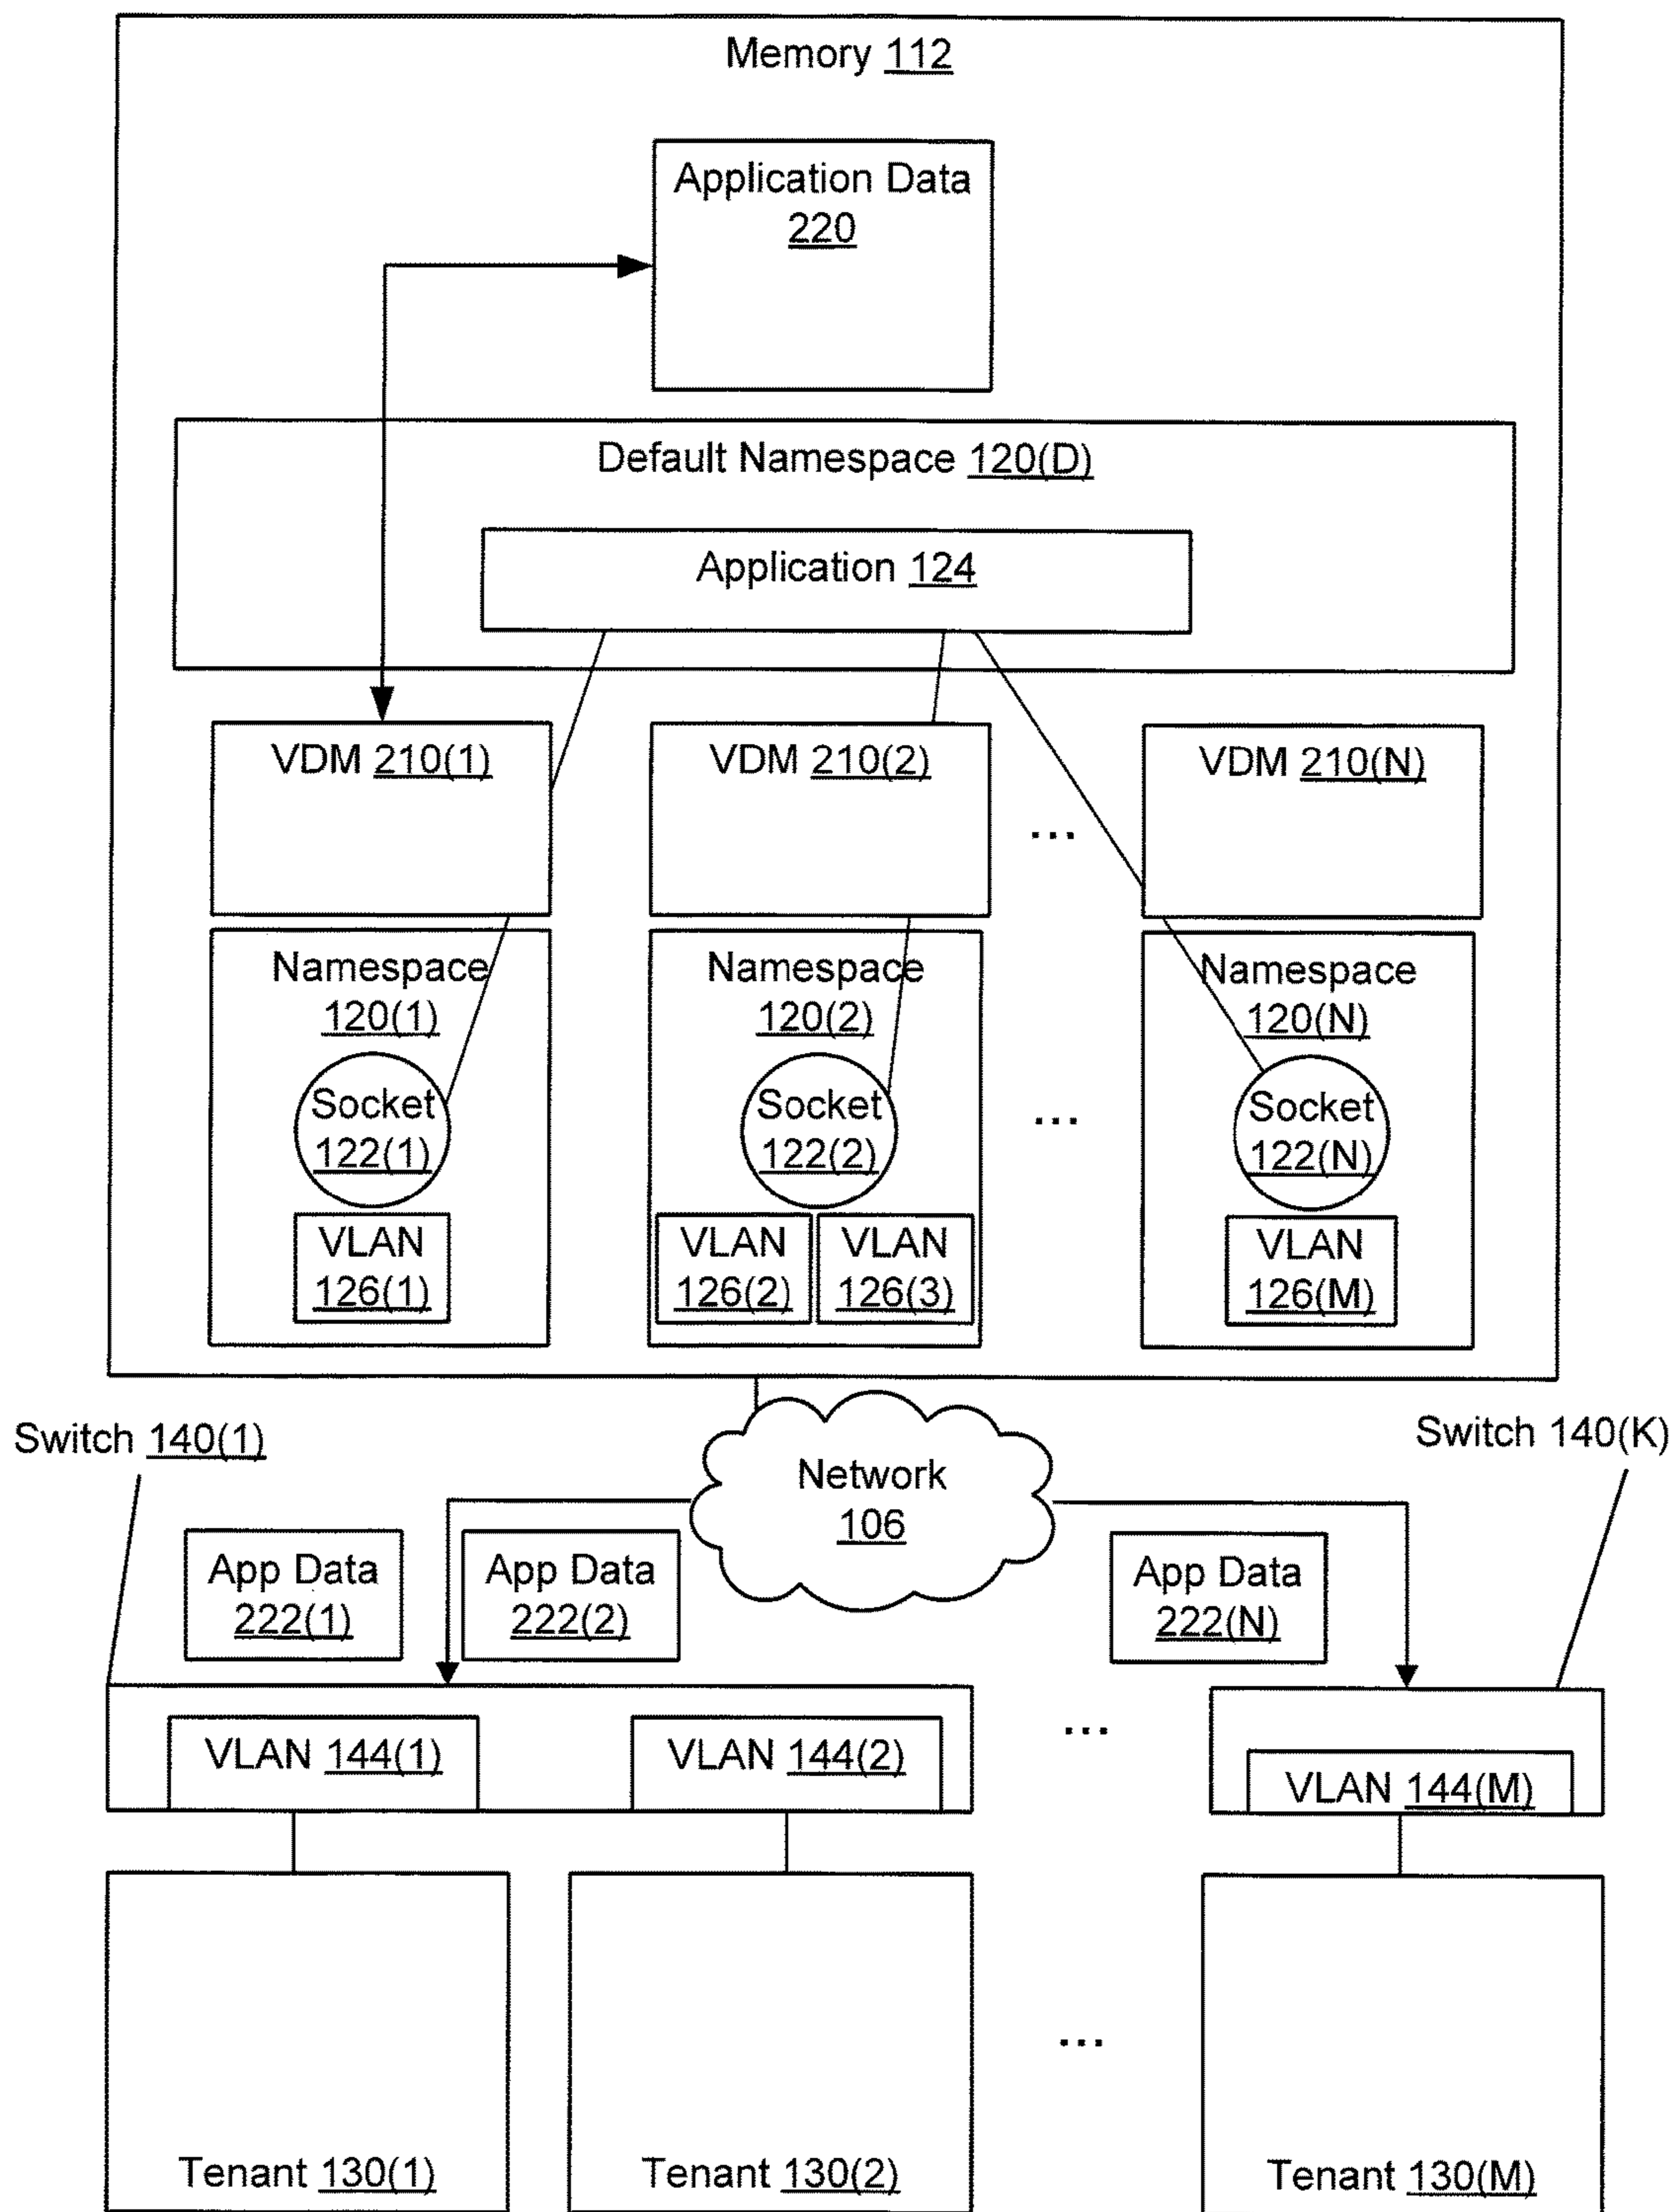 Memory 112
Application Data
220
Default Namespace 120(D)
Application 124
VDM 210(1)
VDM 210(2)
VDM 210(N)
...
Namespace
120(1)
Namespace
120(2)
Namespace
120(N)
Socket
122(1)
Socket
122(2)
...
Socket
122(N)
VLAN
126(1)
VLAN
126(2)
VLAN
126(3)
VLAN
126(M)
Switch 140(1)
Switch 140(K)
Network
106
App Data
222(1)
App Data
222(2)
App Data
222(N)
VLAN 144(1)
VLAN 144(2)
...
VLAN 144(M)
...
Tenant 130(1)
Tenant 130(2)
Tenant 130(M)